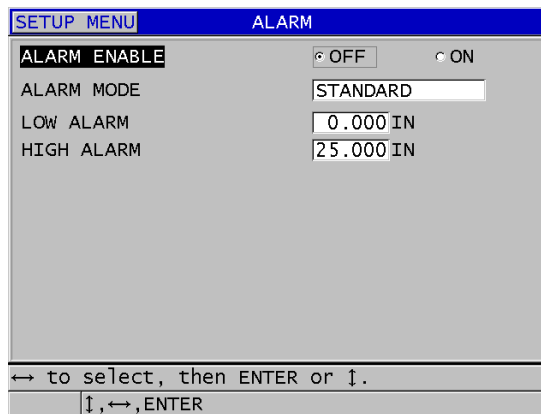 SETUP MENU ALARM
ALARM ENABLE OFF ON
ALARM MODE STANDARD
LOW ALARM 0.000 IN
HIGH ALARM 25.000 IN
↔ to select, then ENTER or ↕.
↕,↔,ENTER